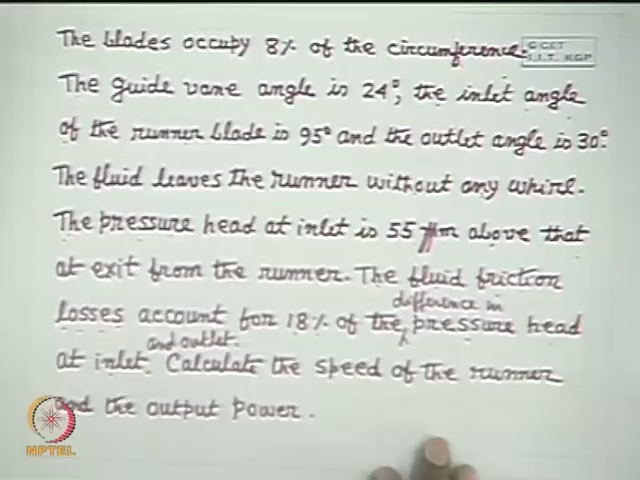 The blades occupy 8% of the circumference.
© CET
I.I.T. KGP
The guide vane angle is 24°, the inlet angle
of the runner blade is 95° and the outlet angle is 30°.
The fluid leaves the runner without any whirl.
The pressure head at inlet is 55 m above that
at exit from the runner. The fluid friction
difference in
losses account for 18% of the pressure head
and outlet.
at inlet Calculate the speed of the runner
and the output power.
NPTEL